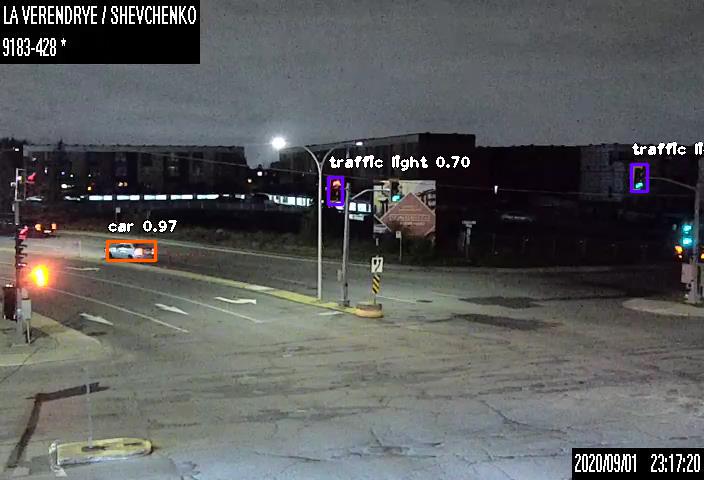 LA VERENDRYE / SHEVCHENKO
9183-428 *
traffic light 0.70
traffic li
car 0.97
2020/09/01 23:17:20